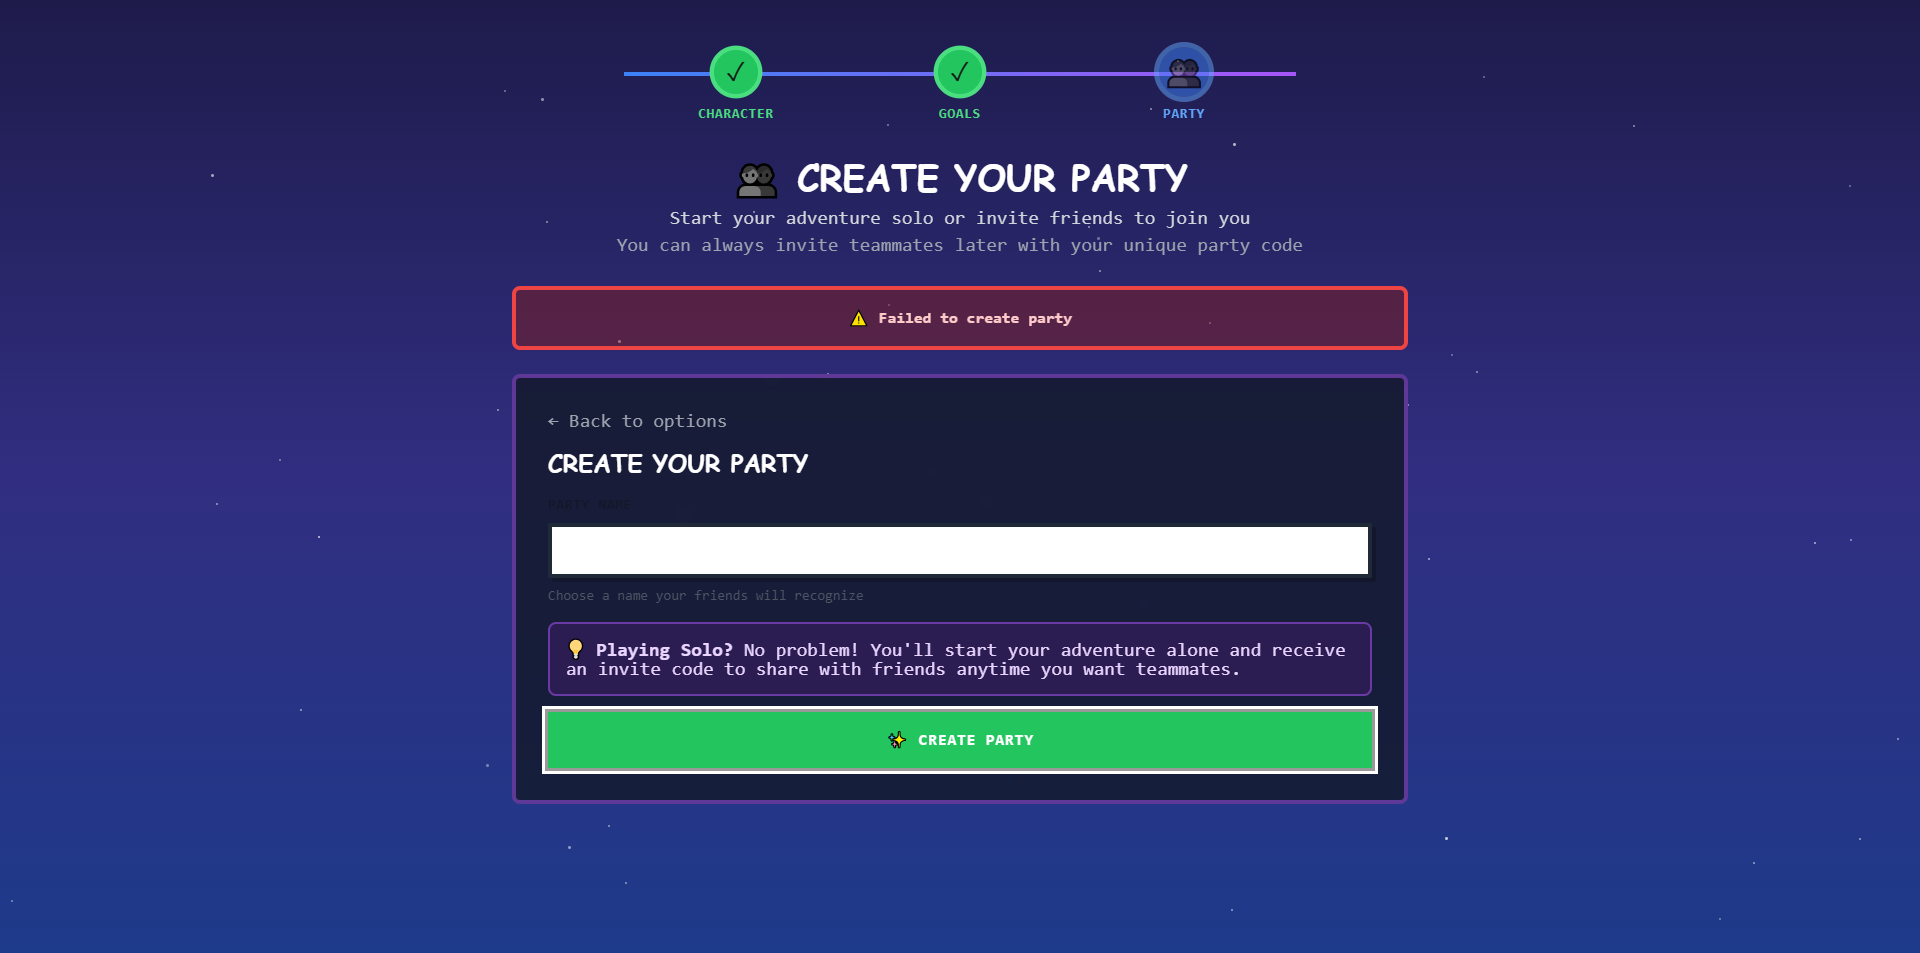 CHARACTER
GOALS
PARTY
CREATE YOUR PARTY
Start your adventure solo or invite friends to join you
You can always invite teammates later with your unique party code
Failed to create party
← Back to options
CREATE YOUR PARTY
PARTY NAME
Choose a name your friends will recognize
Playing Solo? No problem! You'll start your adventure alone and receive
an invite code to share with friends anytime you want teammates.
CREATE PARTY